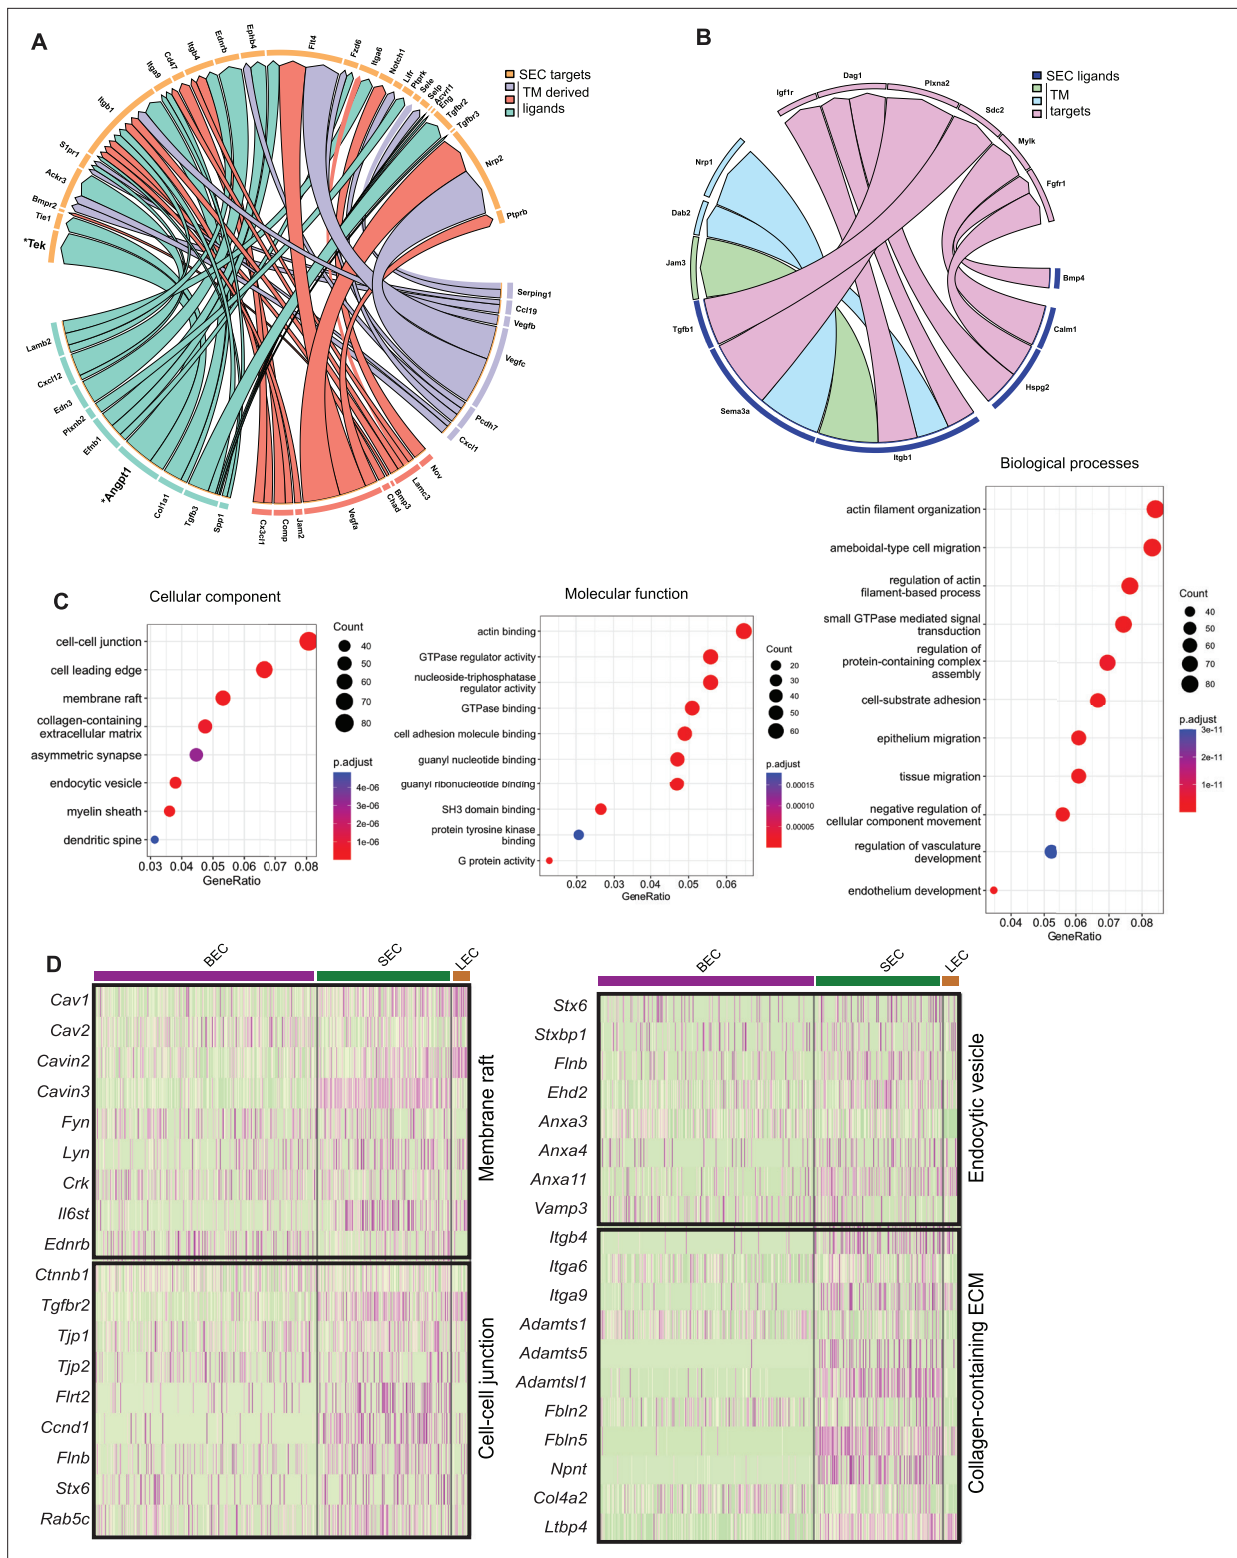 A
SEC targets
TM derived
ligands
Ephb4
Ednrb
Itgb4
Cd47
Itga9
Itgb1
S1pr1
Ackr3
Bmpr2
Tie1
*Tek
Flt4
Fzd6
Itga6
Notch1
Lifr
Ptprk
Sele
Selp
Acvrl1
Eng
Tgfbr2
Tgfbr3
Nrp2
Ptprb
Serping1
Ccl19
Vegfb
Vegfc
Pcdh7
Cxcl1
Nov
Lamc3
Bmp3
Chad
Vegfa
Jam2
Comp
Cx3cl1
Spp1
Tgfb3
Col1a1
*Angpt1
Efnb1
Plxnb2
Edn3
Cxcl12
Lamb2
B
SEC ligands
TM
targets
Igf1r
Dag1
Plxna2
Sdc2
Mylk
Fgfr1
Nrp1
Dab2
Jam3
Tgfb1
Sema3a
Itgb1
Hspg2
Calm1
Bmp4
C
Cellular component
cell-cell junction
cell leading edge
membrane raft
collagen-containing
extracellular matrix
asymmetric synapse
endocytic vesicle
myelin sheath
dendritic spine
0.03 0.04 0.05 0.06 0.07 0.08
GeneRatio
Count
40
50
60
70
80
p.adjust
4e-06
3e-06
2e-06
1e-06
Molecular function
actin binding
GTPase regulator activity
nucleoside-triphosphatase
regulator activity
GTPase binding
cell adhesion molecule binding
guanyl nucleotide binding
guanyl ribonucleotide binding
SH3 domain binding
protein tyrosine kinase
binding
G protein activity
0.02 0.03 0.04 0.05 0.06
GeneRatio
Count
20
30
40
50
60
p.adjust
0.00015
0.00010
0.00005
Biological processes
actin filament organization
ameboidal-type cell migration
regulation of actin
filament-based process
small GTPase mediated signal
transduction
regulation of
protein-containing complex
assembly
cell-substrate adhesion
epithelium migration
tissue migration
negative regulation of
cellular component movement
regulation of vasculature
development
endothelium development
0.04 0.05 0.06 0.07 0.08
GeneRatio
Count
40
50
60
70
80
p.adjust
3e-11
2e-11
1e-11
D
BEC
SEC
LEC
Cav1
Cav2
Cavin2
Cavin3
Fyn
Lyn
Crk
Il6st
Ednrb
Membrane raft
Ctnnb1
Tgfbr2
Tjp1
Tjp2
Flrt2
Ccnd1
Flnb
Stx6
Rab5c
Cell-cell junction
BEC
SEC
LEC
Stx6
Stxbp1
Flnb
Ehd2
Anxa3
Anxa4
Anxa11
Vamp3
Endocytic vesicle
Itgb4
Itga6
Itga9
Adamts1
Adamts5
Adamtsl1
Fbln2
Fbln5
Npnt
Col4a2
Ltbp4
Collagen-containing ECM